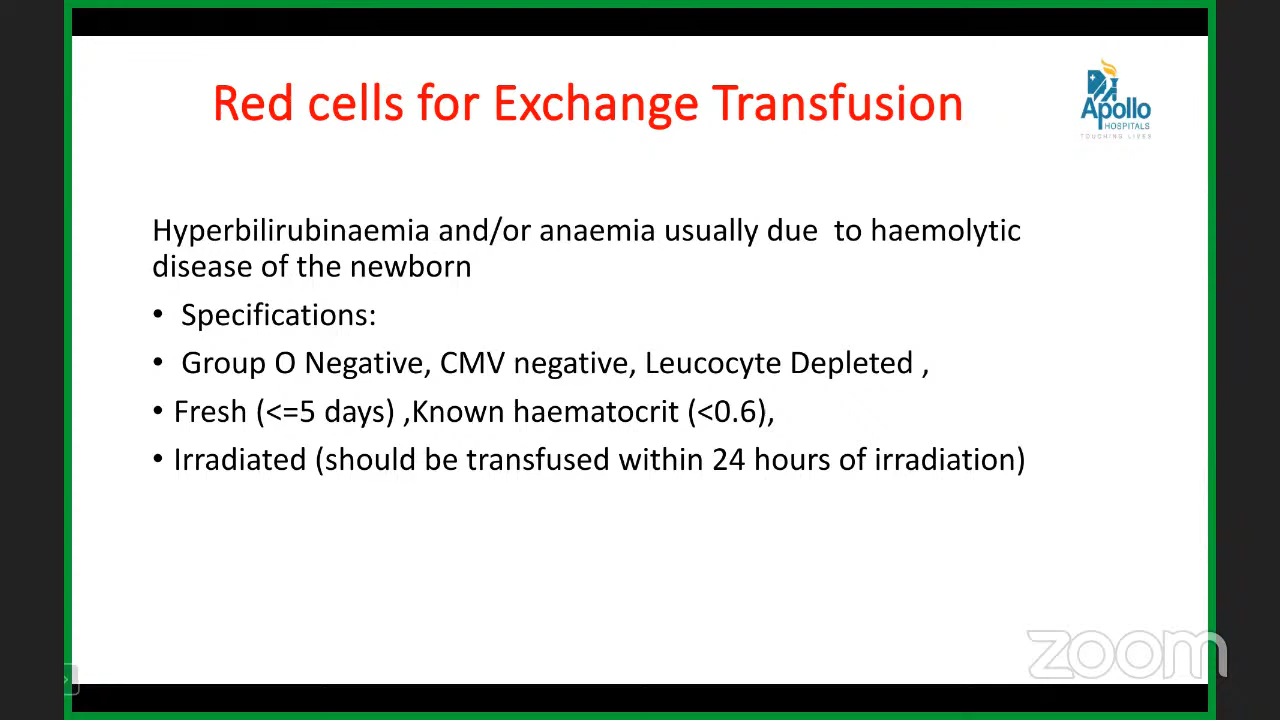 Red cells for Exchange Transfusion
Apollo
HOSPITALS
TOUCHING LIVES
Hyperbilirubinaemia and/or anaemia usually due to haemolytic
disease of the newborn
• Specifications:
• Group O Negative, CMV negative, Leucocyte Depleted ,
• Fresh (<=5 days) ,Known haematocrit (<0.6),
• Irradiated (should be transfused within 24 hours of irradiation)
zoom